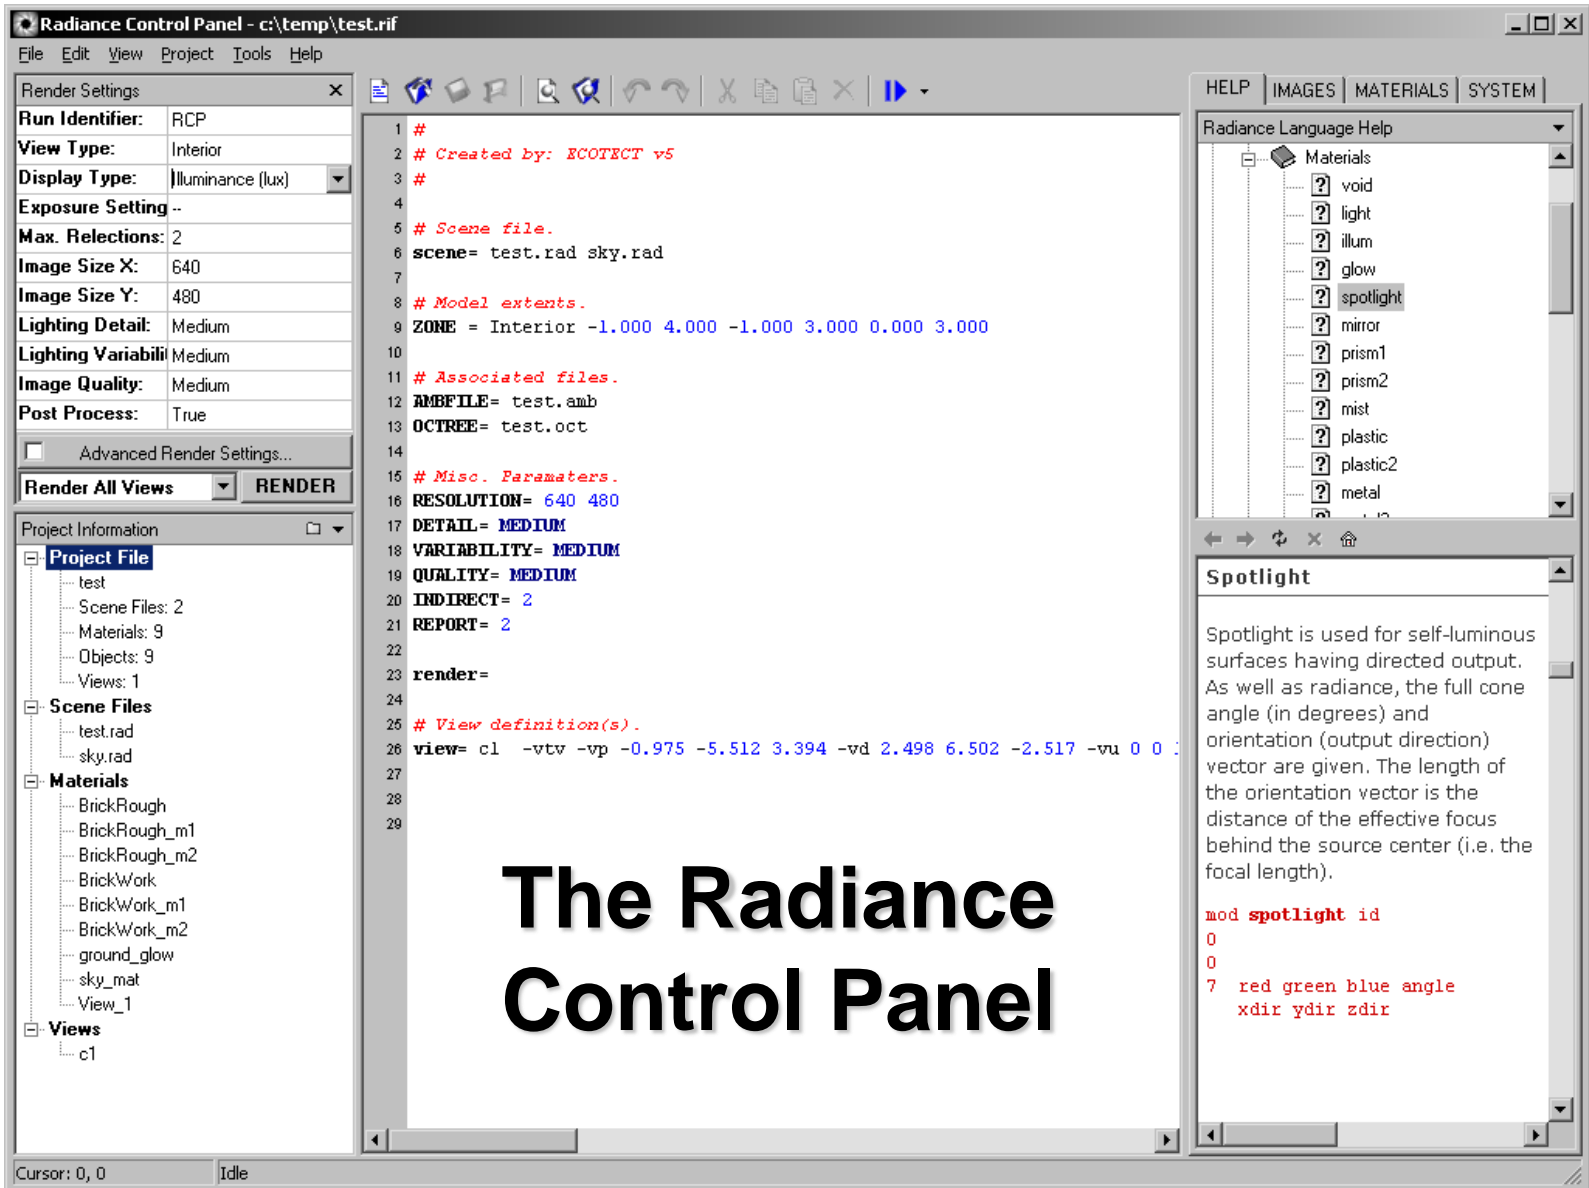 Radiance Control Panel - c:\temp\test.rif
File Edit View Project Tools Help
Render Settings
Run Identifier: RCP
View Type: Interior
Display Type: Illuminance (lux)
Exposure Setting --
Max. Relections: 2
Image Size X: 640
Image Size Y: 480
Lighting Detail: Medium
Lighting Variabili Medium
Image Quality: Medium
Post Process: True
Advanced Render Settings...
Render All Views RENDER
Project Information
Project File
test
Scene Files: 2
Materials: 9
Objects: 9
Views: 1
Scene Files
test.rad
sky.rad
Materials
BrickRough
BrickRough_m1
BrickRough_m2
BrickWork
BrickWork_m1
BrickWork_m2
ground_glow
sky_mat
View_1
Views
c1
1 #
2 # Created by: ECOTECT v5
3 #
4
5 # Scene file.
6 scene= test.rad sky.rad
7
8 # Model extents.
9 ZONE = Interior -1.000 4.000 -1.000 3.000 0.000 3.000
10
11 # Associated files.
12 AMBFILE= test.amb
13 OCTREE= test.oct
14
15 # Misc. Paramaters.
16 RESOLUTION= 640 480
17 DETAIL= MEDIUM
18 VARIABILITY= MEDIUM
19 QUALITY= MEDIUM
20 INDIRECT= 2
21 REPORT= 2
22
23 render=
24
25 # View definition(s).
26 view= c1 -vtv -vp -0.975 -5.512 3.394 -vd 2.498 6.502 -2.517 -vu 0 0
27
28
29
The Radiance
Control Panel
HELP IMAGES MATERIALS SYSTEM
Radiance Language Help
Materials
void
light
illum
glow
spotlight
mirror
prism1
prism2
mist
plastic
plastic2
metal
Spotlight
Spotlight is used for self-luminous
surfaces having directed output.
As well as radiance, the full cone
angle (in degrees) and
orientation (output direction)
vector are given. The length of
the orientation vector is the
distance of the effective focus
behind the source center (i.e. the
focal length).
mod spotlight id
0
0
7 red green blue angle
xdir ydir zdir
Cursor: 0, 0 Idle